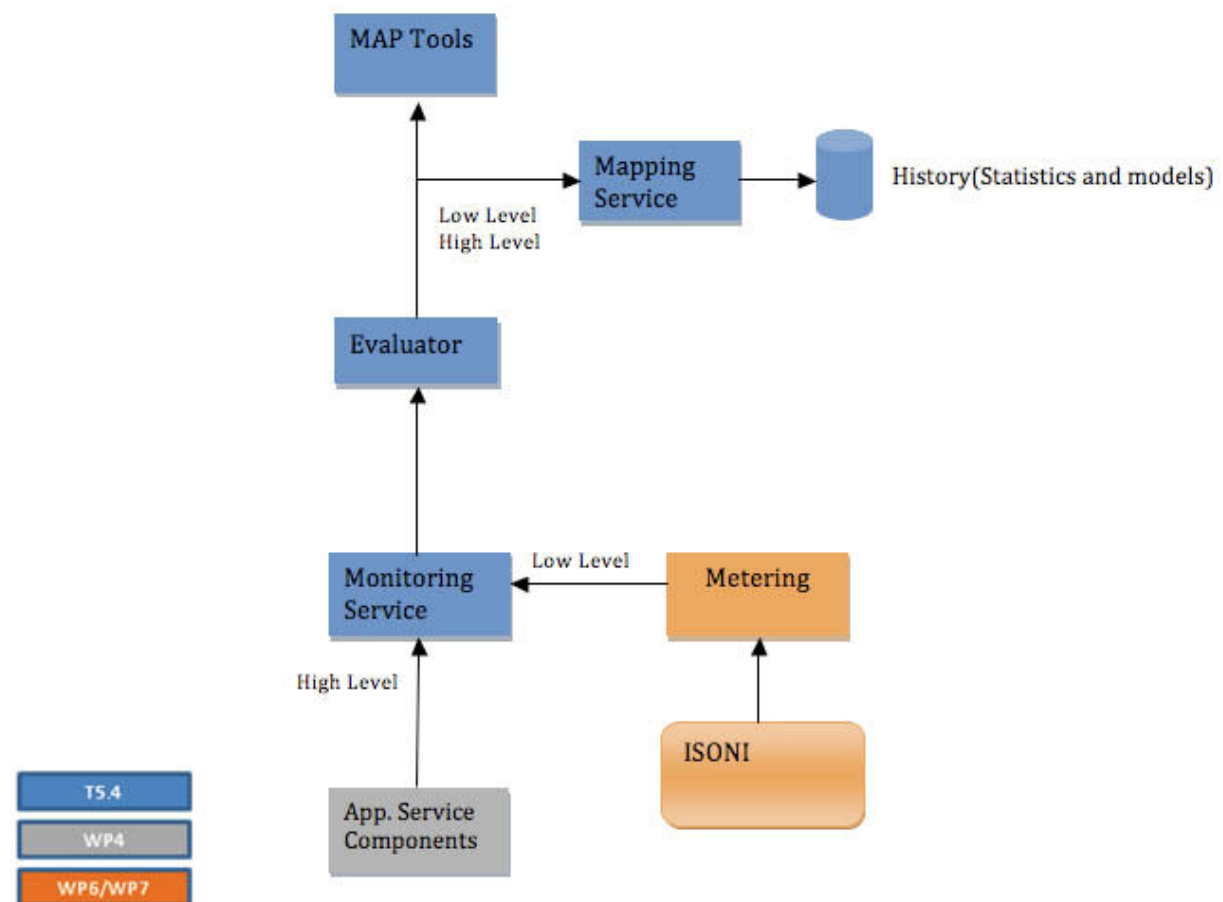 MAP Tools
Mapping
Service
History(Statistics and models)
Low Level
High Level
Evaluator
Monitoring
Service
Low Level
Metering
High Level
ISONI
App. Service
Components
T5.4
WP4
WP6/WP7